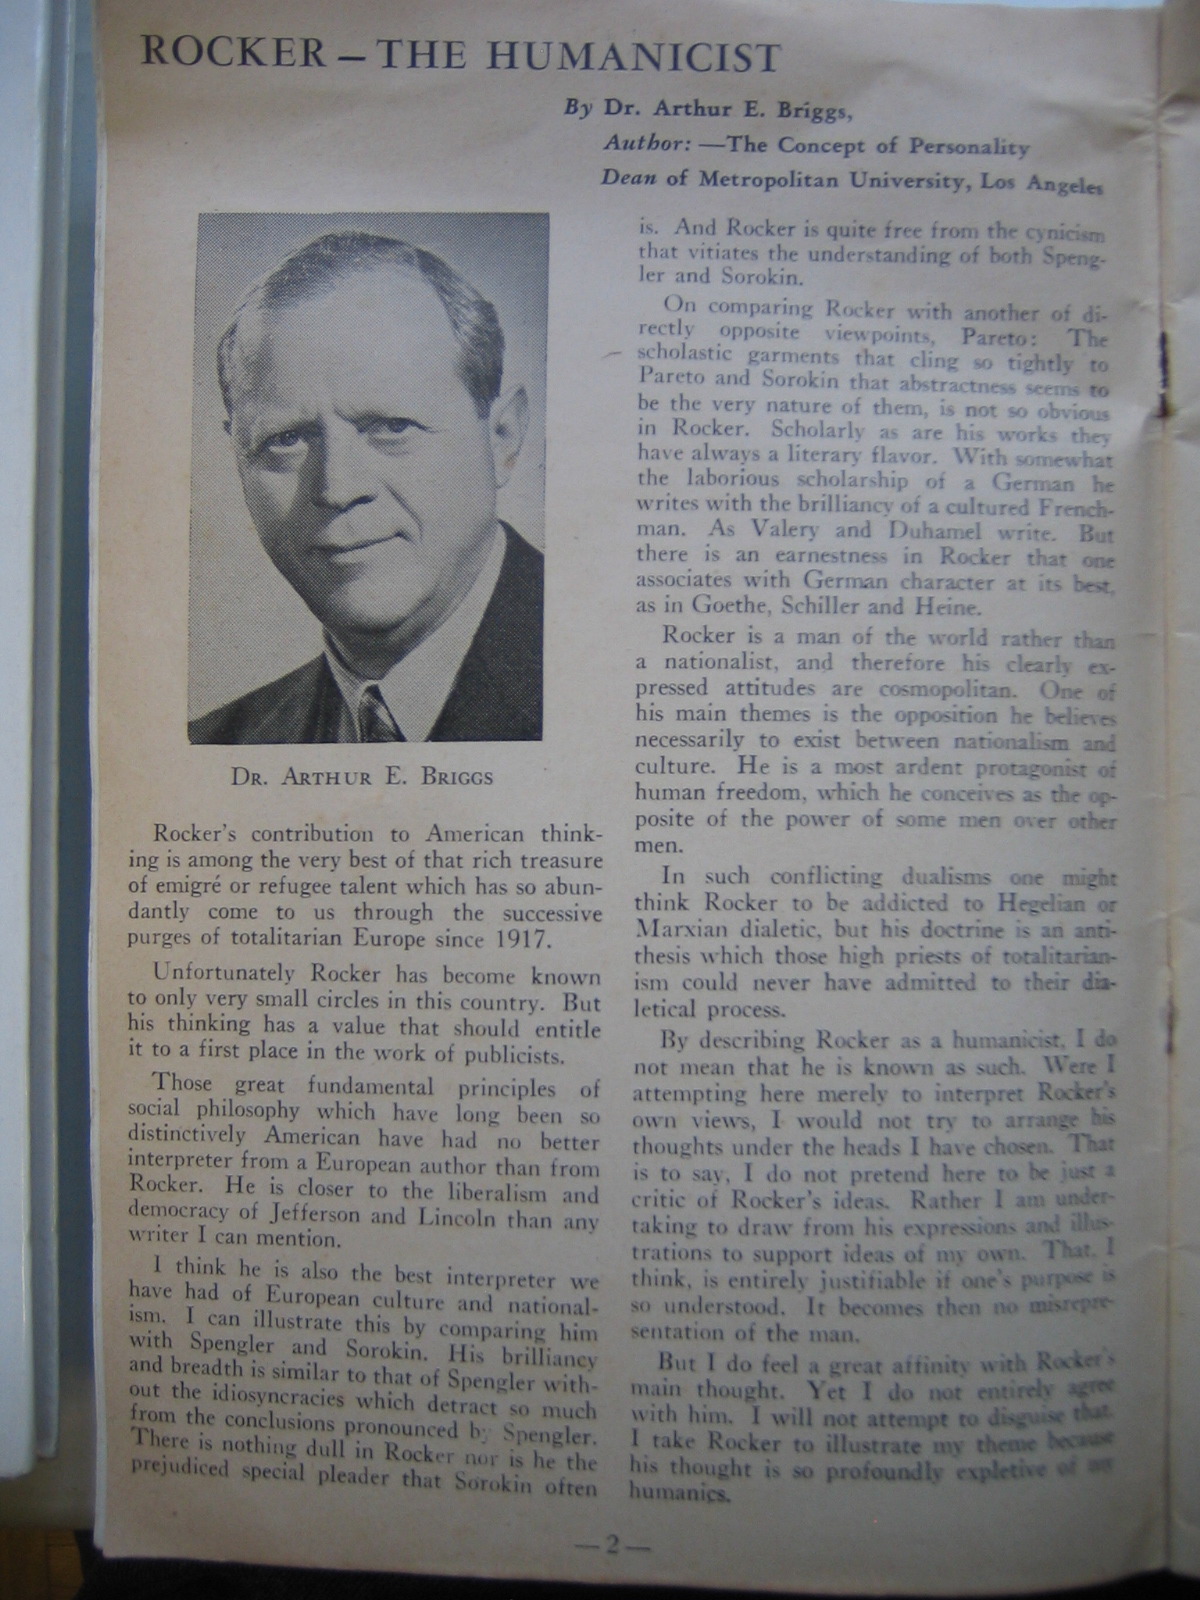 ROCKER — THE HUMANICIST
By Dr. Arthur E. Briggs,
Author: —The Concept of Personality
Dean of Metropolitan University, Los Angeles
DR. ARTHUR E. BRIGGS
Rocker's contribution to American think-
ing is among the very best of that rich treasure
of emigré or refugee talent which has so abun-
dantly come to us through the successive
purges of totalitarian Europe since 1917.
Unfortunately Rocker has become known
to only very small circles in this country. But
his thinking has a value that should entitle
it to a first place in the work of publicists.
Those great fundamental principles of
social philosophy which have long been so
distinctively American have had no better
interpreter from a European author than from
Rocker. He is closer to the liberalism and
democracy of Jefferson and Lincoln than any
writer I can mention.
I think he is also the best interpreter we
have had of European culture and national-
ism. I can illustrate this by comparing him
with Spengler and Sorokin. His brilliancy
and breadth is similar to that of Spengler with-
out the idiosyncracies which detract so much
from the conclusions pronounced by Spengler.
There is nothing dull in Rocker nor is he the
prejudiced special pleader that Sorokin often
is. And Rocker is quite free from the cynicism
that vitiates the understanding of both Speng-
ler and Sorokin.
On comparing Rocker with another of di-
rectly opposite viewpoints, Pareto: The
scholastic garments that cling so tightly to
Pareto and Sorokin that abstractness seems to
be the very nature of them, is not so obvious
in Rocker. Scholarly as are his works they
have always a literary flavor. With somewhat
the laborious scholarship of a German he
writes with the brilliancy of a cultured French-
man. As Valery and Duhamel write. But
there is an earnestness in Rocker that one
associates with German character at its best,
as in Goethe, Schiller and Heine.
Rocker is a man of the world rather than
a nationalist, and therefore his clearly ex-
pressed attitudes are cosmopolitan. One of
his main themes is the opposition he believes
necessarily to exist between nationalism and
culture. He is a most ardent protagonist of
human freedom, which he conceives as the op-
posite of the power of some men over other
men.
In such conflicting dualisms one might
think Rocker to be addicted to Hegelian or
Marxian dialetic, but his doctrine is an anti-
thesis which those high priests of totalitarian-
ism could never have admitted to their dia-
letical process.
By describing Rocker as a humanicist, I do
not mean that he is known as such. Were I
attempting here merely to interpret Rocker's
own views, I would not try to arrange his
thoughts under the heads I have chosen. That
is to say, I do not pretend here to be just a
critic of Rocker's ideas. Rather I am under-
taking to draw from his expressions and illus-
trations to support ideas of my own. That, I
think, is entirely justifiable if one's purpose is
so understood. It becomes then no misrepre-
sentation of the man.
But I do feel a great affinity with Rocker's
main thought. Yet I do not entirely agree
with him. I will not attempt to disguise that.
I take Rocker to illustrate my theme because
his thought is so profoundly expletive of my
humanics.
— 2 —